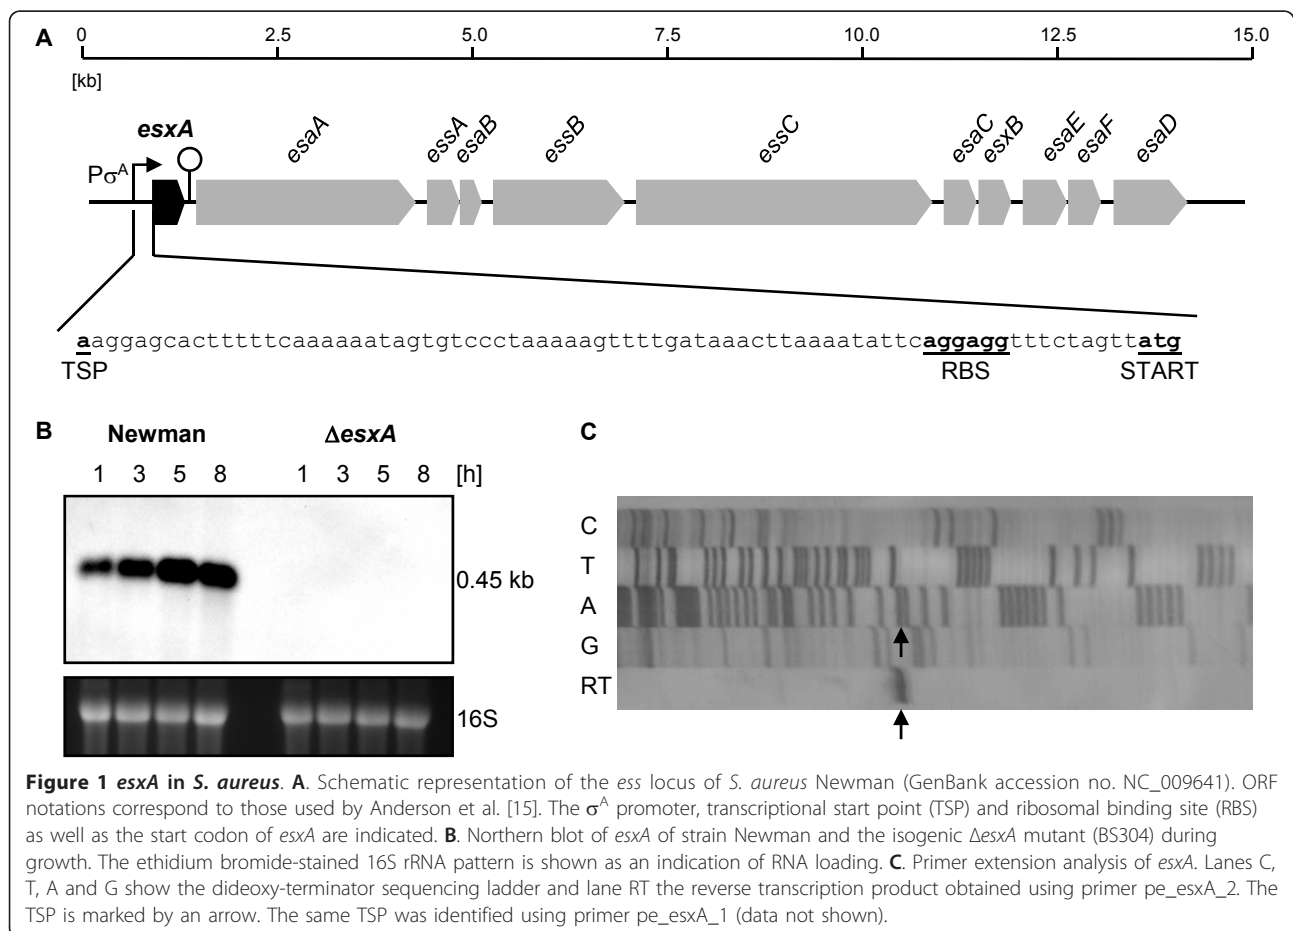 A
0 2.5 5.0 7.5 10.0 12.5 15.0
[kb]
esxA esaA essA esaB essB essC esaC esxB esaE esaF esaD
PσA
aaggagcactttttcaaaaaatagtgtccctaaaaagttttgataaacttaaaatattcaggaggtttctagttatg
TSP RBS START
B
Newman ΔesxA
1 3 5 8 1 3 5 8 [h]
0.45 kb
16S
C
C
T
A
G
RT
Figure 1 esxA in S. aureus. A. Schematic representation of the ess locus of S. aureus Newman (GenBank accession no. NC_009641). ORF
notations correspond to those used by Anderson et al. [15]. The σA promoter, transcriptional start point (TSP) and ribosomal binding site (RBS)
as well as the start codon of esxA are indicated. B. Northern blot of esxA of strain Newman and the isogenic ΔesxA mutant (BS304) during
growth. The ethidium bromide-stained 16S rRNA pattern is shown as an indication of RNA loading. C. Primer extension analysis of esxA. Lanes C,
T, A and G show the dideoxy-terminator sequencing ladder and lane RT the reverse transcription product obtained using primer pe_esxA_2. The
TSP is marked by an arrow. The same TSP was identified using primer pe_esxA_1 (data not shown).